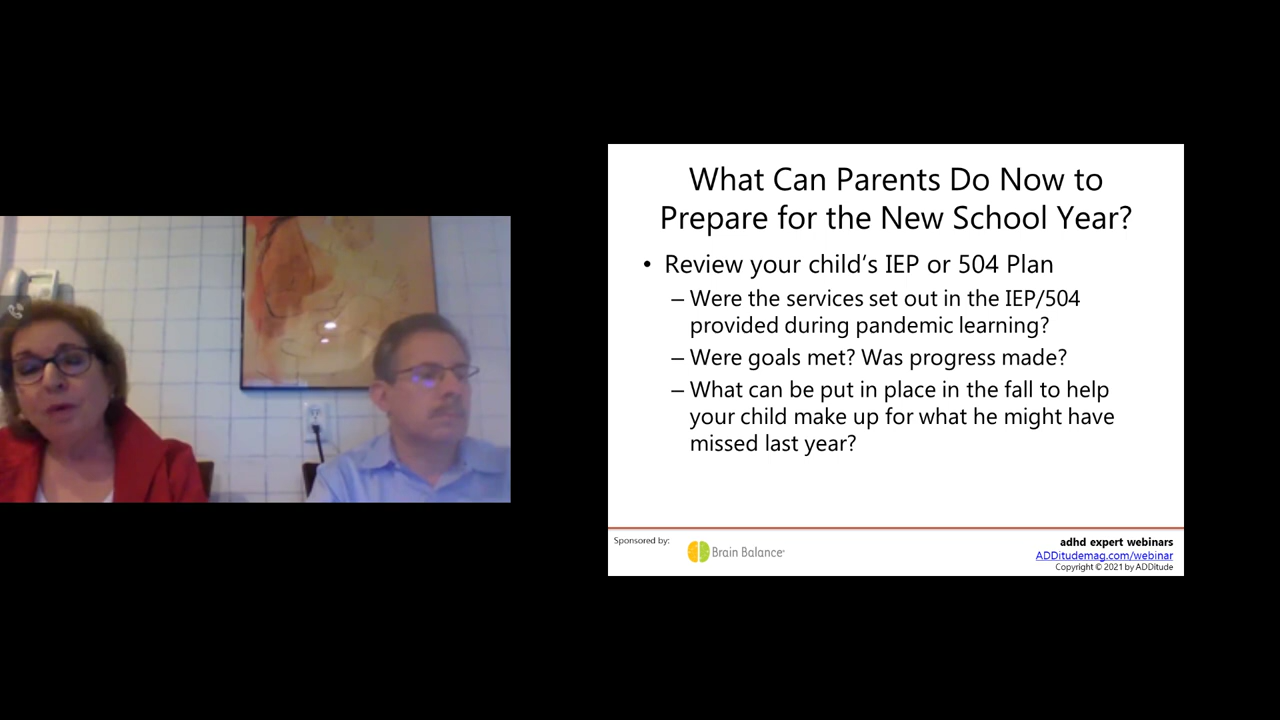 What Can Parents Do Now to
Prepare for the New School Year?
• Review your child's IEP or 504 Plan
– Were the services set out in the IEP/504
provided during pandemic learning?
– Were goals met? Was progress made?
– What can be put in place in the fall to help
your child make up for what he might have
missed last year?
Sponsored by:
Brain Balance
adhd expert webinars
ADDitudemag.com/webinar
Copyright © 2021 by ADDitude